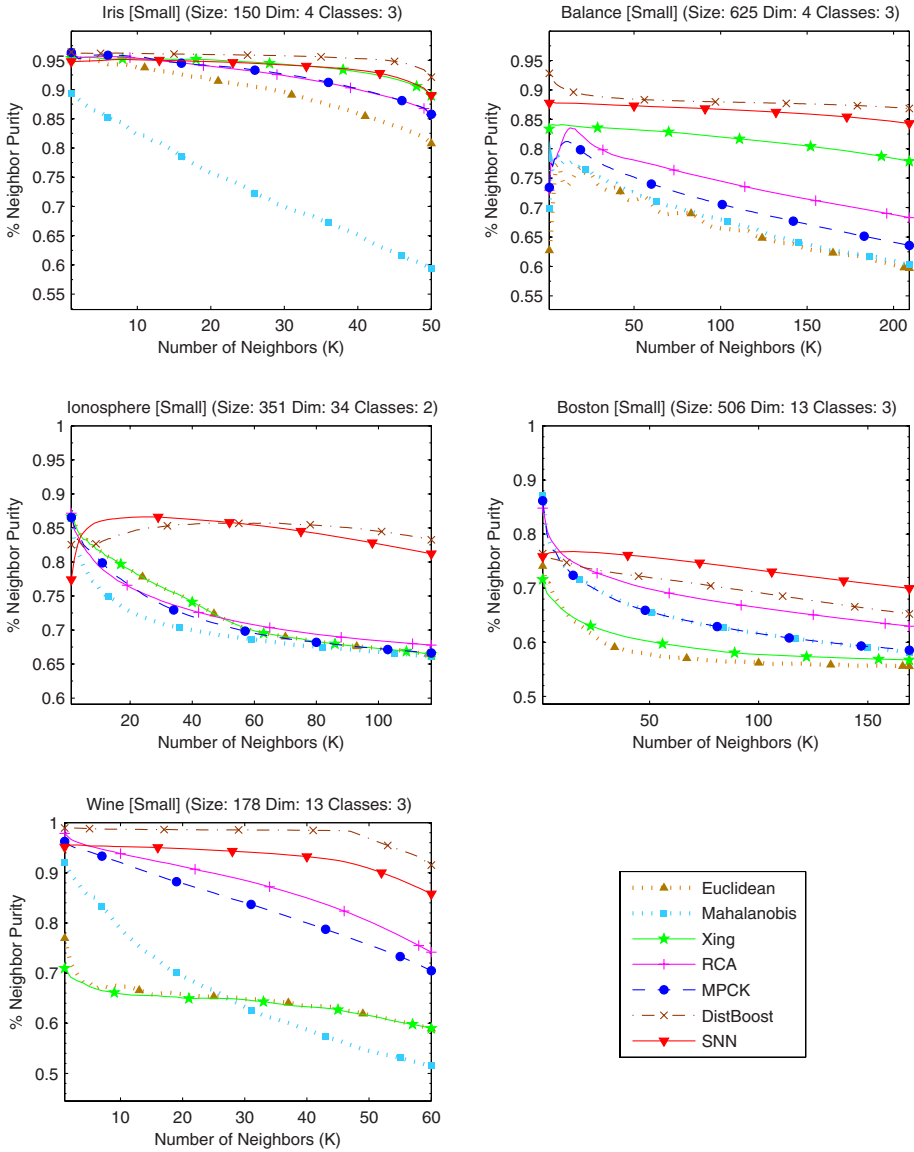 Iris [Small] (Size: 150 Dim: 4 Classes: 3)
% Neighbor Purity
0.95
0.9
0.85
0.8
0.75
0.7
0.65
0.6
0.55
10 20 30 40 50
Number of Neighbors (K)
Balance [Small] (Size: 625 Dim: 4 Classes: 3)
% Neighbor Purity
0.95
0.9
0.85
0.8
0.75
0.7
0.65
0.6
0.55
50 100 150 200
Number of Neighbors (K)
Ionosphere [Small] (Size: 351 Dim: 34 Classes: 2)
% Neighbor Purity
1
0.95
0.9
0.85
0.8
0.75
0.7
0.65
0.6
20 40 60 80 100
Number of Neighbors (K)
Boston [Small] (Size: 506 Dim: 13 Classes: 3)
% Neighbor Purity
1
0.9
0.8
0.7
0.6
0.5
50 100 150
Number of Neighbors (K)
Wine [Small] (Size: 178 Dim: 13 Classes: 3)
% Neighbor Purity
1
0.9
0.8
0.7
0.6
0.5
10 20 30 40 50 60
Number of Neighbors (K)
Euclidean
Mahalanobis
Xing
RCA
MPCK
DistBoost
SNN